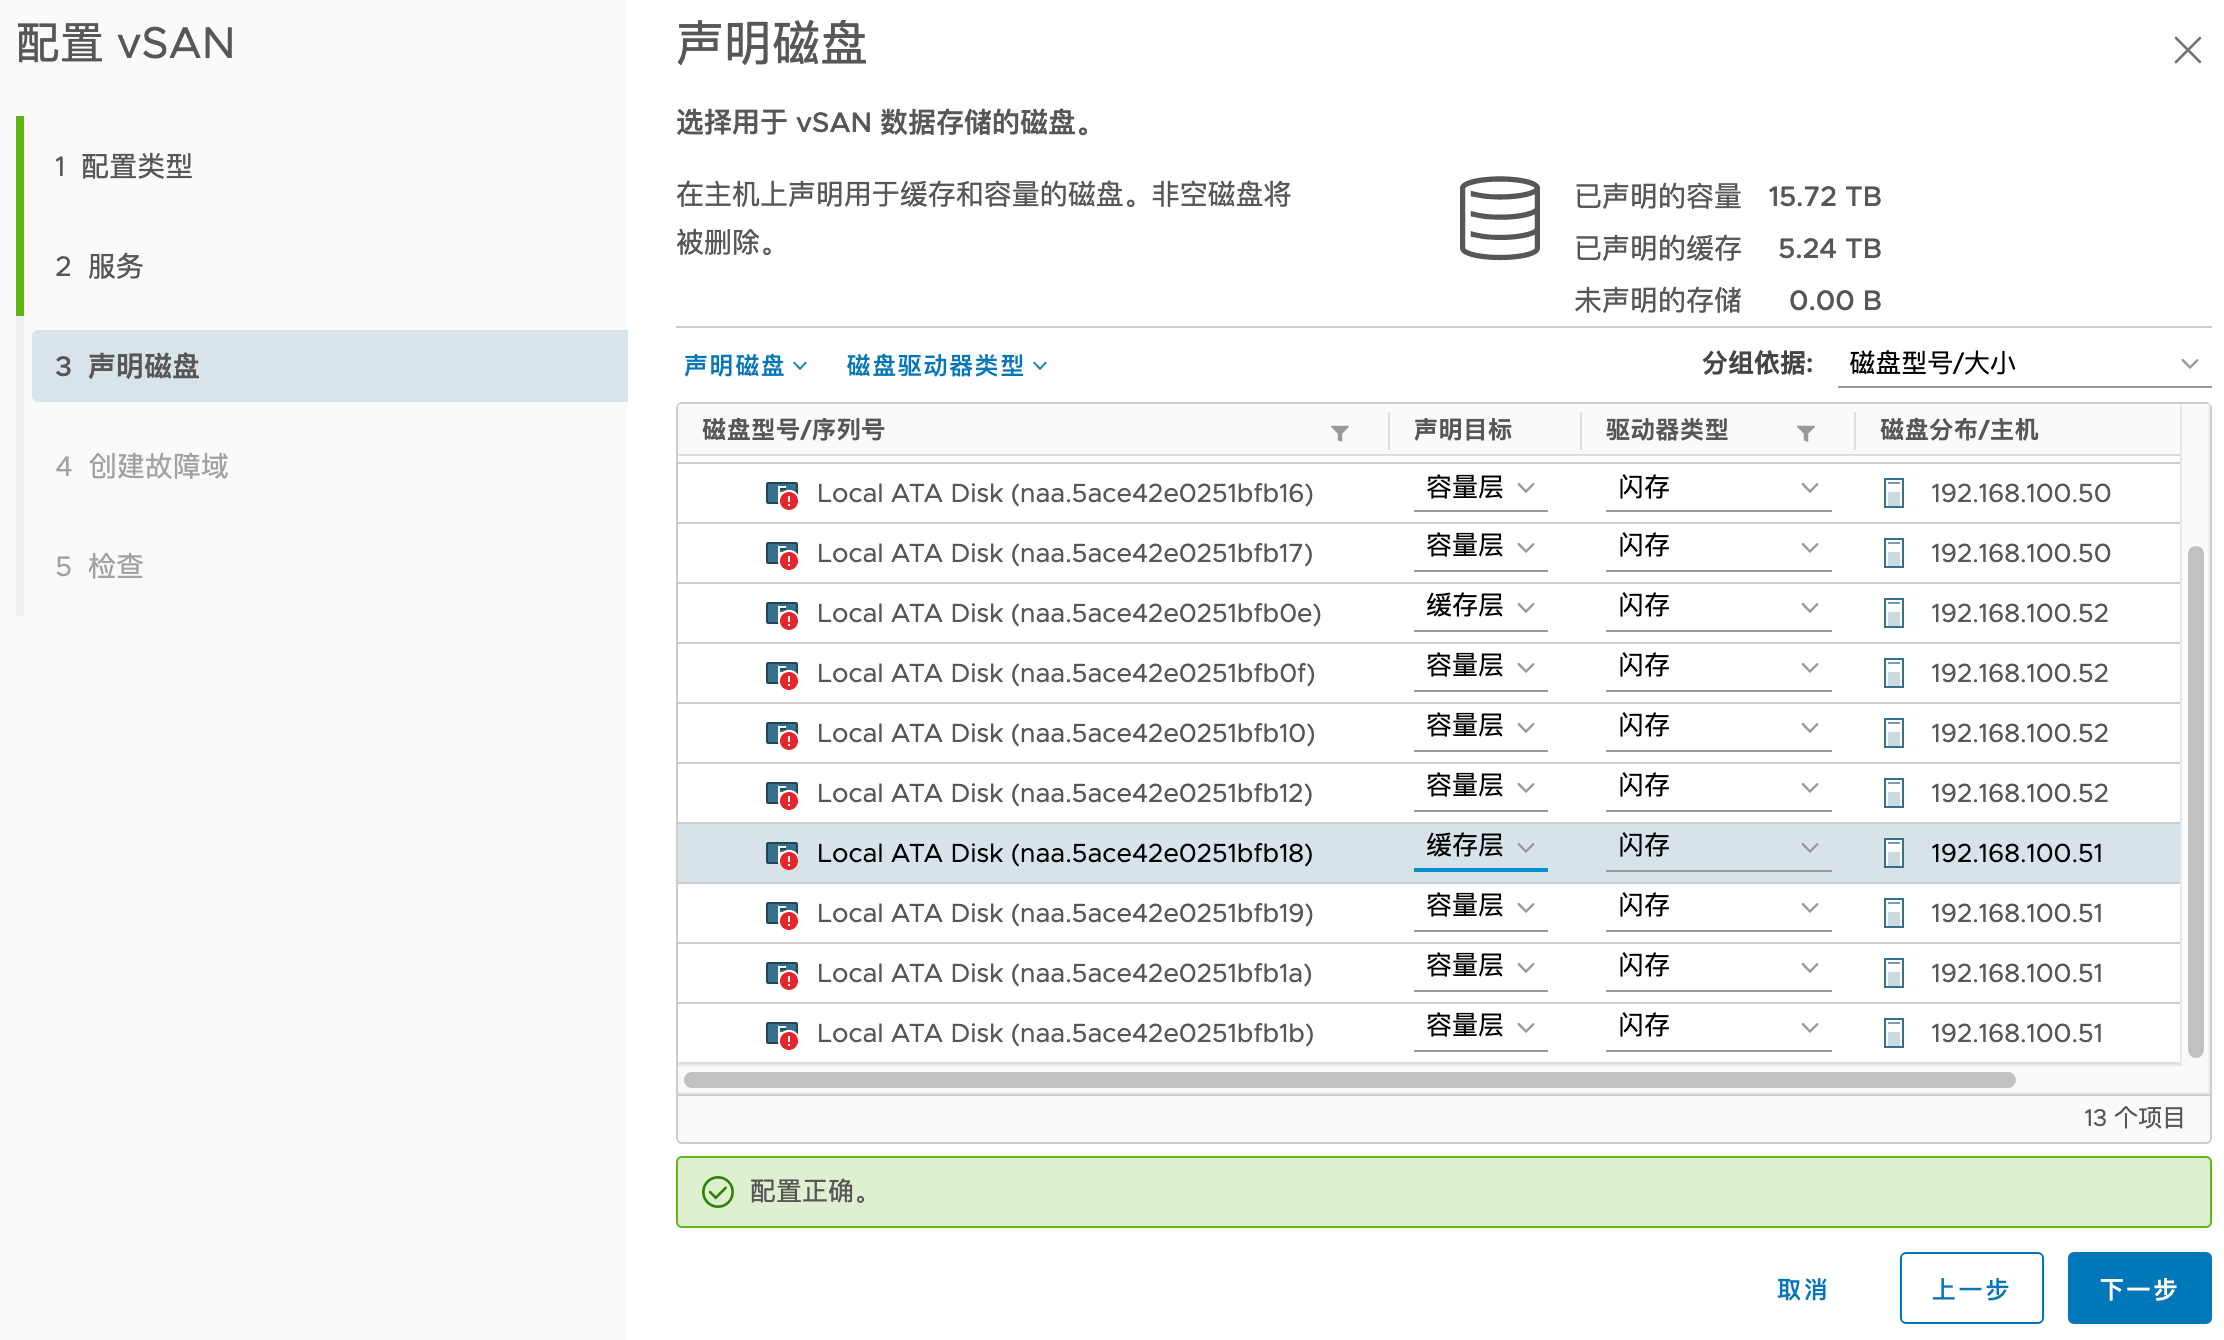 配置 vSAN
1 配置类型
2 服务
3 声明磁盘
4 创建故障域
5 检查
声明磁盘
选择用于 vSAN 数据存储的磁盘。
在主机上声明用于缓存和容量的磁盘。非空磁盘将
被删除。
已声明的容量 15.72 TB
已声明的缓存 5.24 TB
未声明的存储 0.00 B
声明磁盘 磁盘驱动器类型 分组依据: 磁盘型号/大小
磁盘型号/序列号 声明目标 驱动器类型 磁盘分布/主机
Local ATA Disk (naa.5ace42e0251bfb16) 容量层 闪存 192.168.100.50
Local ATA Disk (naa.5ace42e0251bfb17) 容量层 闪存 192.168.100.50
Local ATA Disk (naa.5ace42e0251bfb0e) 缓存层 闪存 192.168.100.52
Local ATA Disk (naa.5ace42e0251bfb0f) 容量层 闪存 192.168.100.52
Local ATA Disk (naa.5ace42e0251bfb10) 容量层 闪存 192.168.100.52
Local ATA Disk (naa.5ace42e0251bfb12) 容量层 闪存 192.168.100.52
Local ATA Disk (naa.5ace42e0251bfb18) 缓存层 闪存 192.168.100.51
Local ATA Disk (naa.5ace42e0251bfb19) 容量层 闪存 192.168.100.51
Local ATA Disk (naa.5ace42e0251bfb1a) 容量层 闪存 192.168.100.51
Local ATA Disk (naa.5ace42e0251bfb1b) 容量层 闪存 192.168.100.51
13 个项目
配置正确。
取消 上一步 下一步